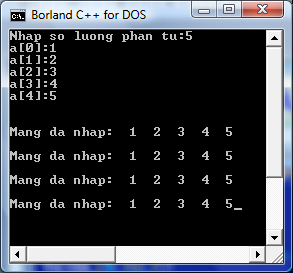 Borland C++ for DOS
Nhap so luong phan tu:5
a[0]:1
a[1]:2
a[2]:3
a[3]:4
a[4]:5
Mang da nhap:  1  2  3  4  5
Mang da nhap:  1  2  3  4  5
Mang da nhap:  1  2  3  4  5
Mang da nhap:  1  2  3  4  5_